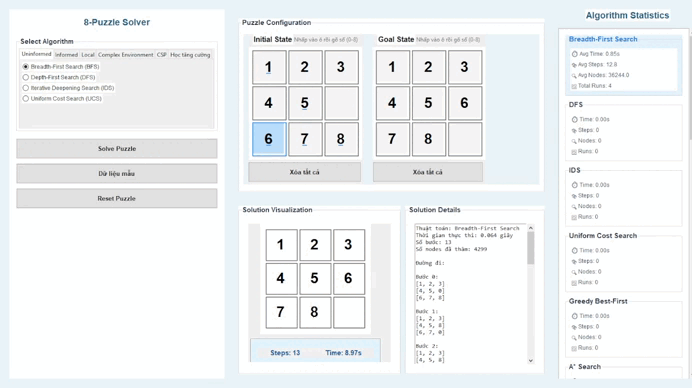 8-Puzzle Solver
Select Algorithm
Uninformed Informed Local Complex Environment CSP Học tăng cường
Breadth-First Search (BFS)
Depth-First Search (DFS)
Iterative Deepening Search (IDS)
Uniform Cost Search (UCS)
Solve Puzzle
Dữ liệu mẫu
Reset Puzzle
Puzzle Configuration
Initial State Nhấp vào ô rồi gõ số (0-8)
1 2 3
4 5
6 7 8
Xóa tất cả
Goal State Nhấp vào ô rồi gõ số (0-8)
1 2 3
4 5 6
7 8
Xóa tất cả
Solution Visualization
1 2 3
4 5 6
7 8
Steps: 13 Time: 8.97s
Solution Details
Thuật toán: Breadth-First Search
Thời gian thực thi: 0.064 giây
Số bước: 13
Số nodes đã thăm: 4299
Đường đi:
Bước 0:
[1, 2, 3]
[4, 5, 0]
[6, 7, 8]
Bước 1:
[1, 2, 3]
[4, 5, 8]
[6, 7, 0]
Bước 2:
[1, 2, 3]
[4, 5, 8]
Algorithm Statistics
Breadth-First Search
Avg Time: 0.85s
Avg Steps: 12.8
Avg Nodes: 36244.0
Total Runs: 4
DFS
Time: 0.00s
Steps: 0
Nodes: 0
Runs: 0
IDS
Time: 0.00s
Steps: 0
Nodes: 0
Runs: 0
Uniform Cost Search
Time: 0.00s
Steps: 0
Nodes: 0
Runs: 0
Greedy Best-First
Time: 0.00s
Steps: 0
Nodes: 0
Runs: 0
A* Search
Time: 0.00s